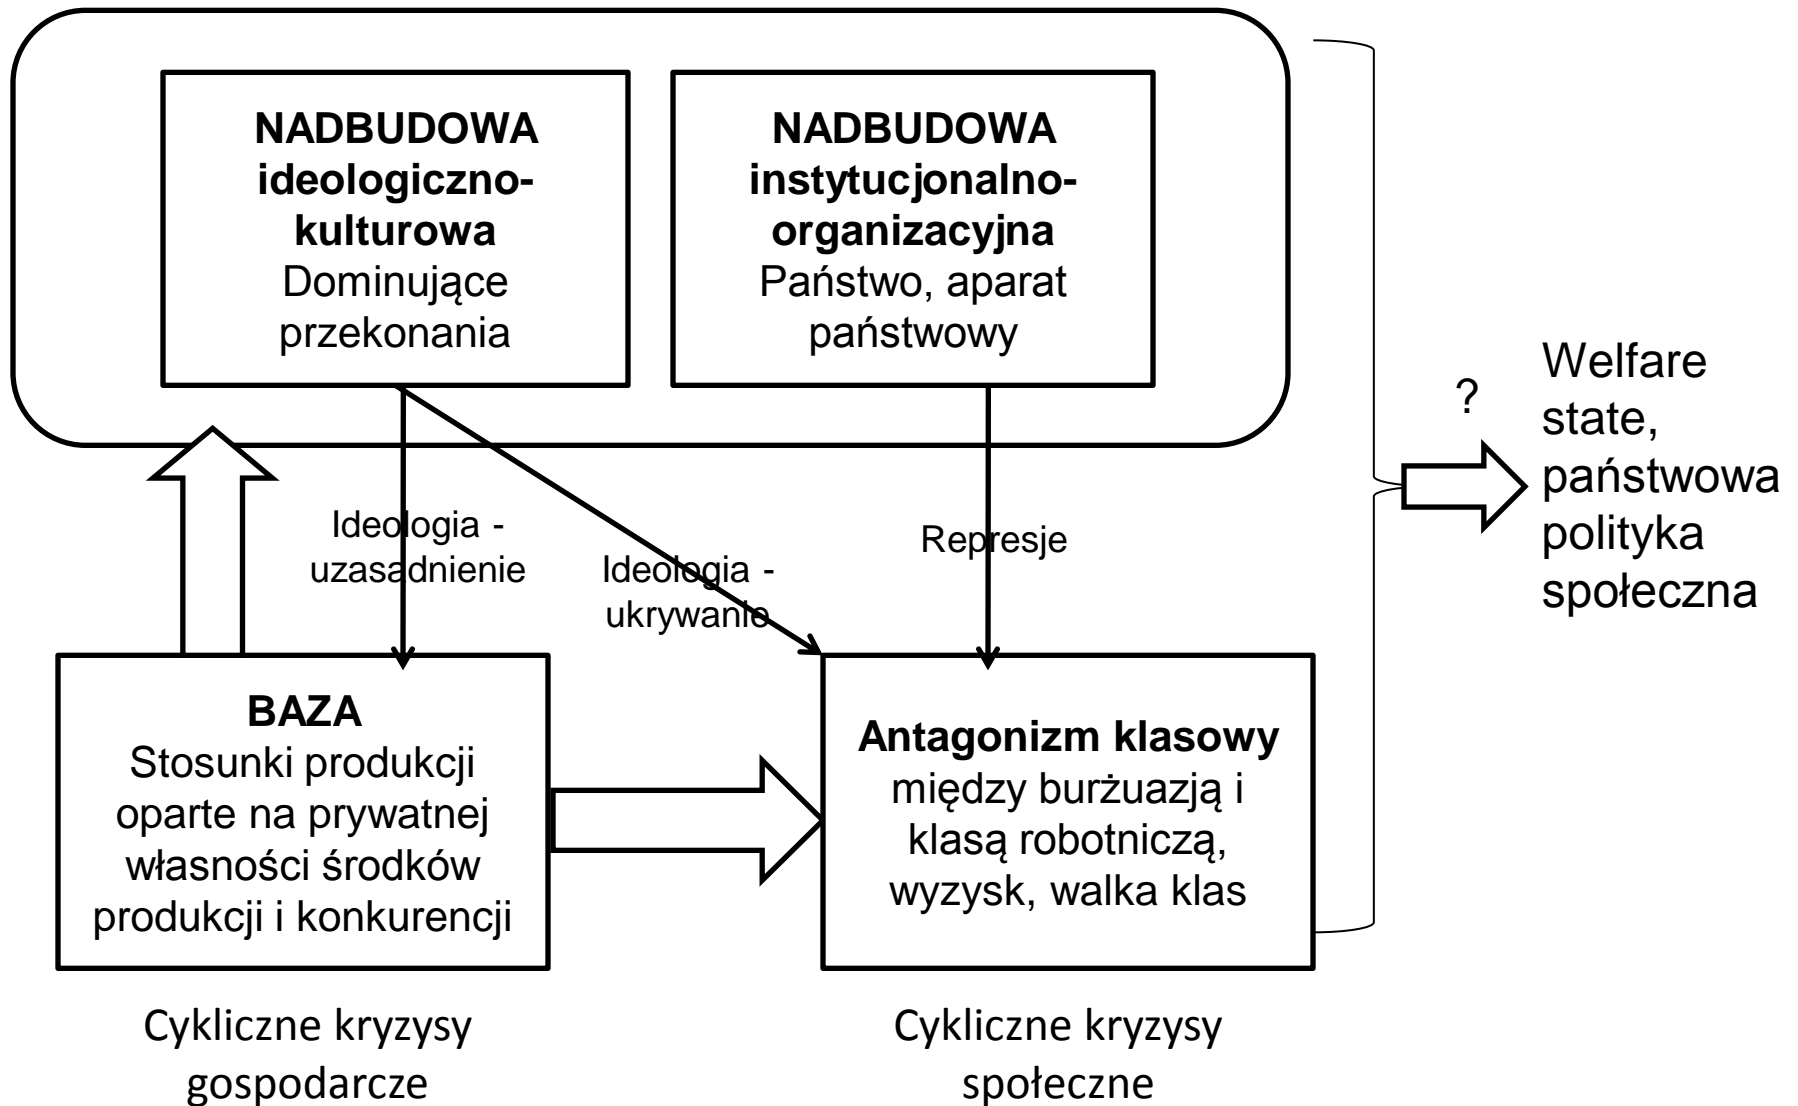 NADBUDOWA
ideologiczno-
kulturowa
Dominujące
przekonania
NADBUDOWA
instytucjonalno-
organizacyjna
Państwo, aparat
państwowy
?
Welfare
state,
państwowa
polityka
społeczna
Ideologia -
uzasadnienie
Ideologia -
ukrywanie
Represje
BAZA
Stosunki produkcji
oparte na prywatnej
własności środków
produkcji i konkurencji
Antagonizm klasowy
między burżuazją i
klasą robotniczą,
wyzysk, walka klas
Cykliczne kryzysy
gospodarcze
Cykliczne kryzysy
społeczne